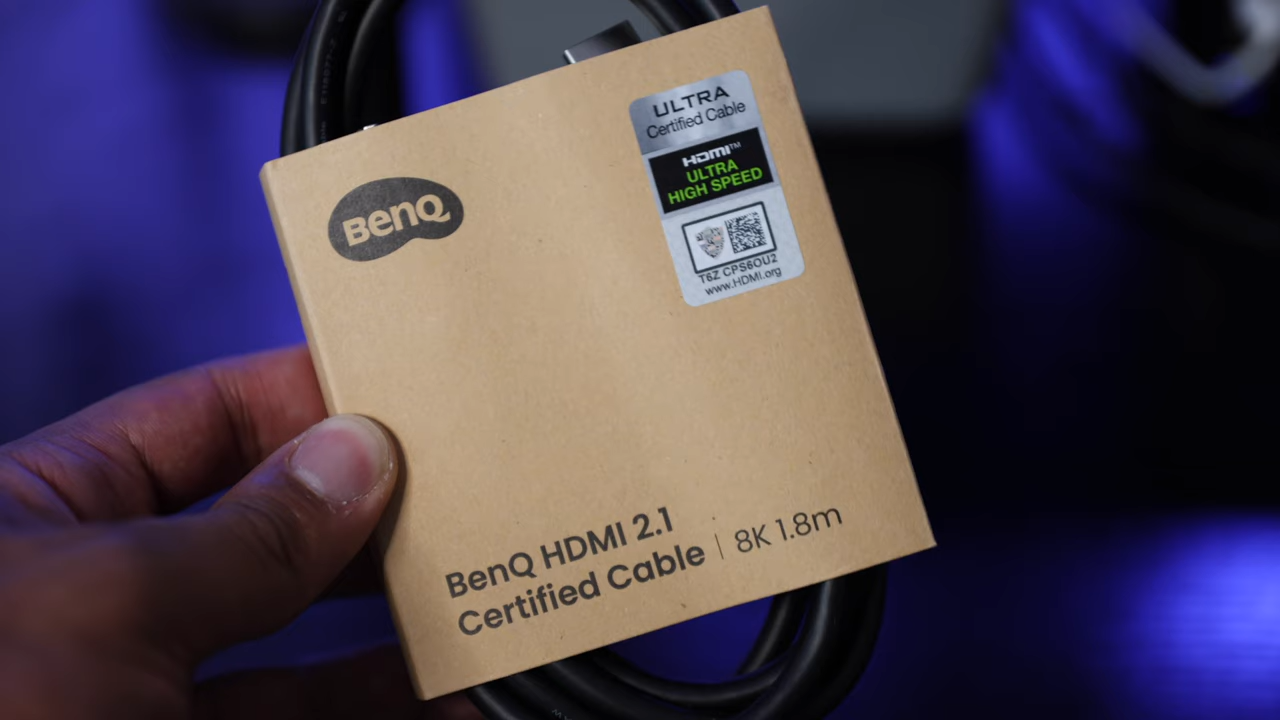 BenQ
ULTRA
Certified Cable
HDMI™
ULTRA
HIGH SPEED
T6Z CPS6OU2
www.HDMI.org
BenQ HDMI 2.1
Certified Cable | 8K 1.8m